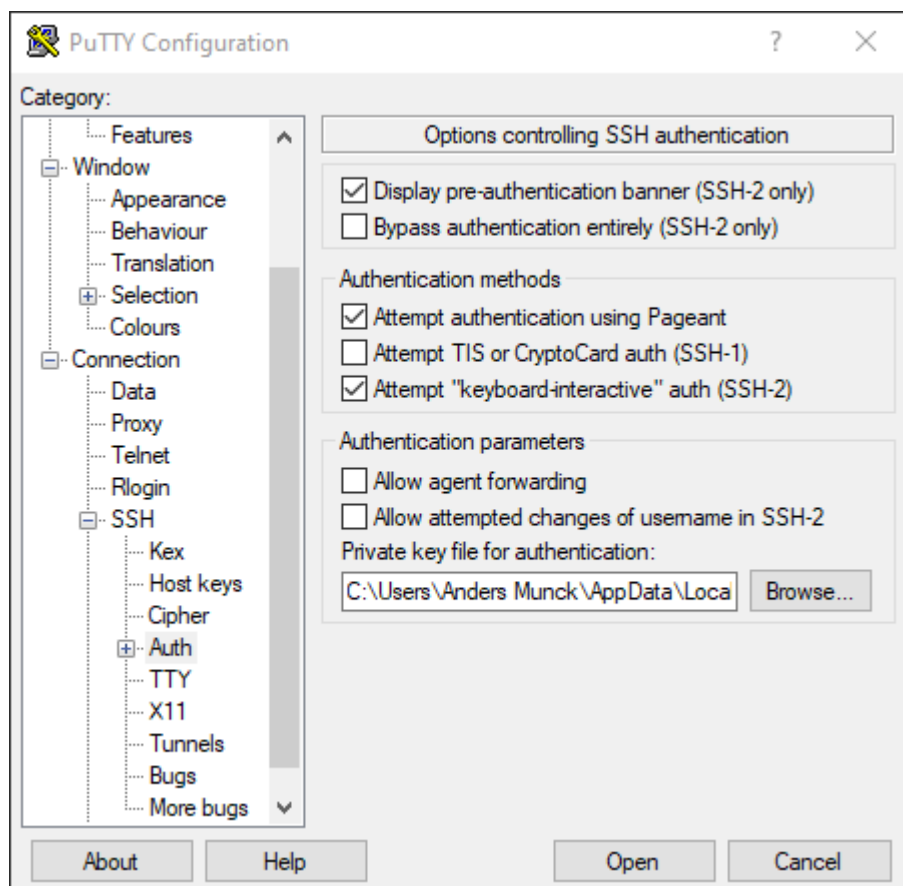 PuTTY Configuration
?
Category:
Features
Window
Appearance
Behaviour
Translation
Selection
Colours
Connection
Data
Proxy
Telnet
Rlogin
SSH
Kex
Host keys
Cipher
Auth
TTY
X11
Tunnels
Bugs
More bugs
Options controlling SSH authentication
Display pre-authentication banner (SSH-2 only)
Bypass authentication entirely (SSH-2 only)
Authentication methods
Attempt authentication using Pageant
Attempt TIS or CryptoCard auth (SSH-1)
Attempt "keyboard-interactive" auth (SSH-2)
Authentication parameters
Allow agent forwarding
Allow attempted changes of username in SSH-2
Private key file for authentication:
C:\Users\Anders Munck\AppData\Local Browse...
About Help Open Cancel